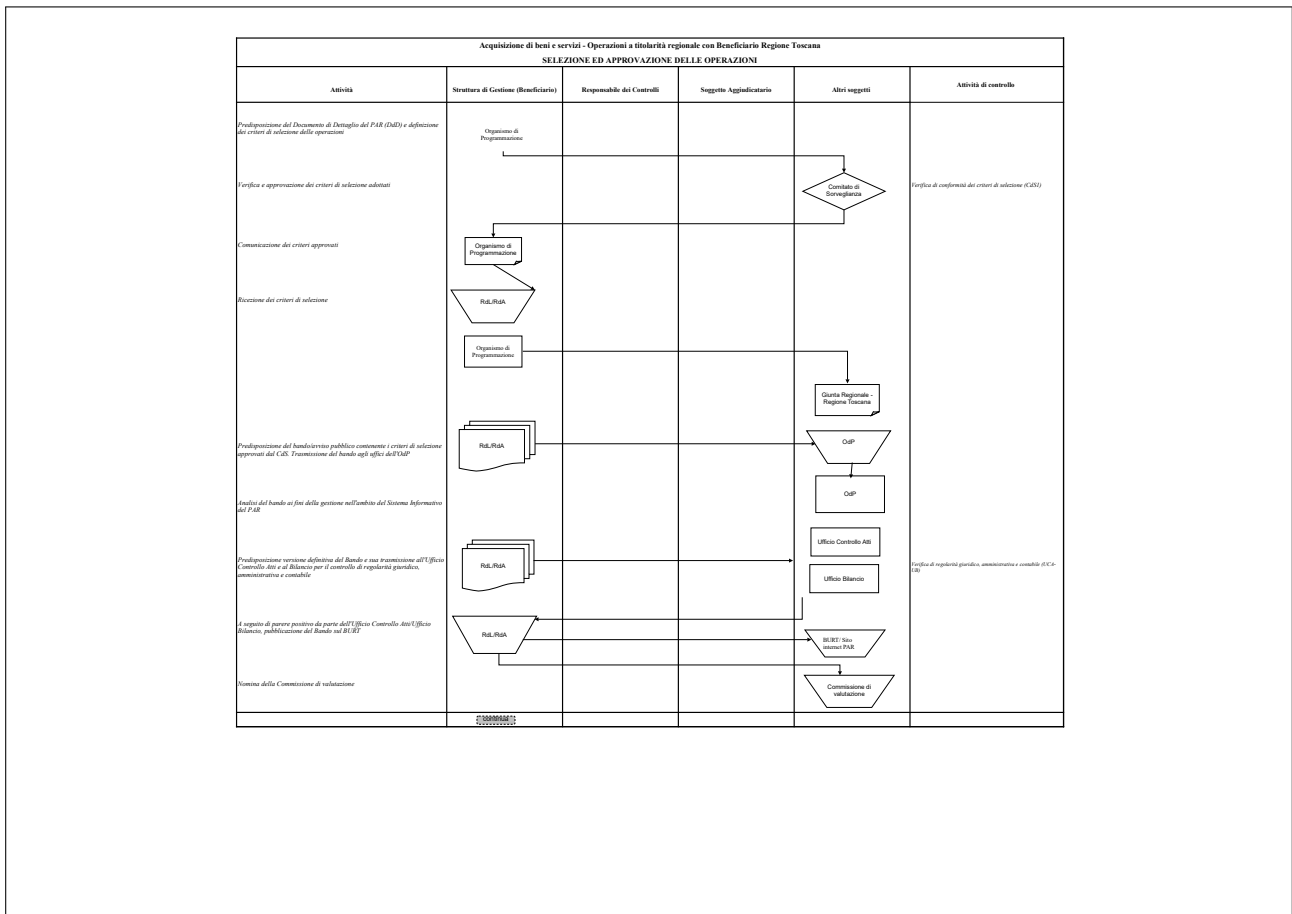 Acquisizione di beni e servizi - Operazioni a titolarità regionale con Beneficiario Regione Toscana
SELEZIONE ED APPROVAZIONE DELLE OPERAZIONI
Attività
Struttura di Gestione (Beneficiario)
Responsabile dei Controlli
Soggetto Aggiudicatario
Altri soggetti
Attività di controllo
Predisposizione del Documento di Dettaglio del PAR (DdD) e definizione
dei criteri di selezione delle operazioni
Organismo di
Programmazione
Verifica e approvazione dei criteri di selezione adottati
Comitato di
Sorveglianza
Verifica di conformità dei criteri di selezione (CdS1)
Comunicazione dei criteri approvati
Organismo di
Programmazione
Ricezione dei criteri di selezione
RdL/RdA
Organismo di
Programmazione
Giunta Regionale -
Regione Toscana
Predisposizione del bando/avviso pubblico contenente i criteri di selezione
approvati dal CdS. Trasmissione del bando agli uffici dell'OdP
RdL/RdA
OdP
Analisi del bando ai fini della gestione nell'ambito del Sistema Informativo
del PAR
OdP
Predisposizione versione definitiva del Bando e sua trasmissione all'Ufficio
Controllo Atti e al Bilancio per il controllo di regolarità giuridico,
amministrativa e contabile
RdL/RdA
Ufficio Controllo Atti
Ufficio Bilancio
Verifica di regolarità giuridico, amministrativa e contabile (UCA-
UB)
A seguito di parere positivo da parte dell'Ufficio Controllo Atti/Ufficio
Bilancio, pubblicazione del Bando sul BURT
RdL/RdA
BURT/ Sito
internet PAR
Nomina della Commissione di valutazione
Commissione di
valutazione
continua